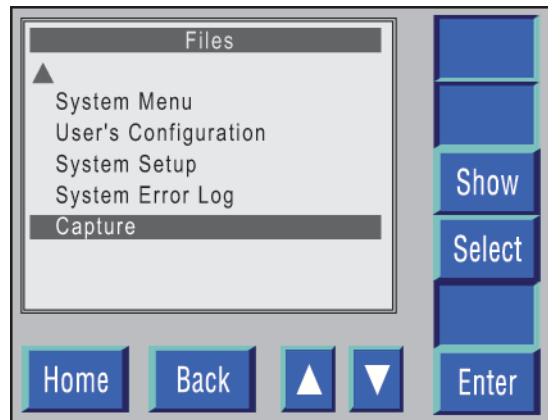 Files
System Menu
User's Configuration
System Setup
System Error Log
Capture
Show
Select
Home
Back
Enter